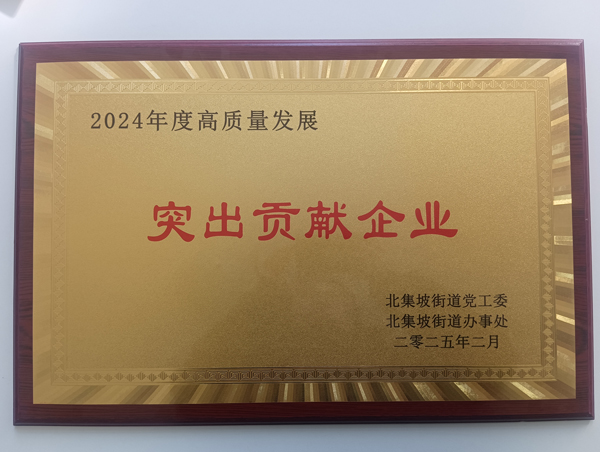 2024年度高质量发展
突出贡献企业
北集坡街道党工委
北集坡街道办事处
二零二五年二月